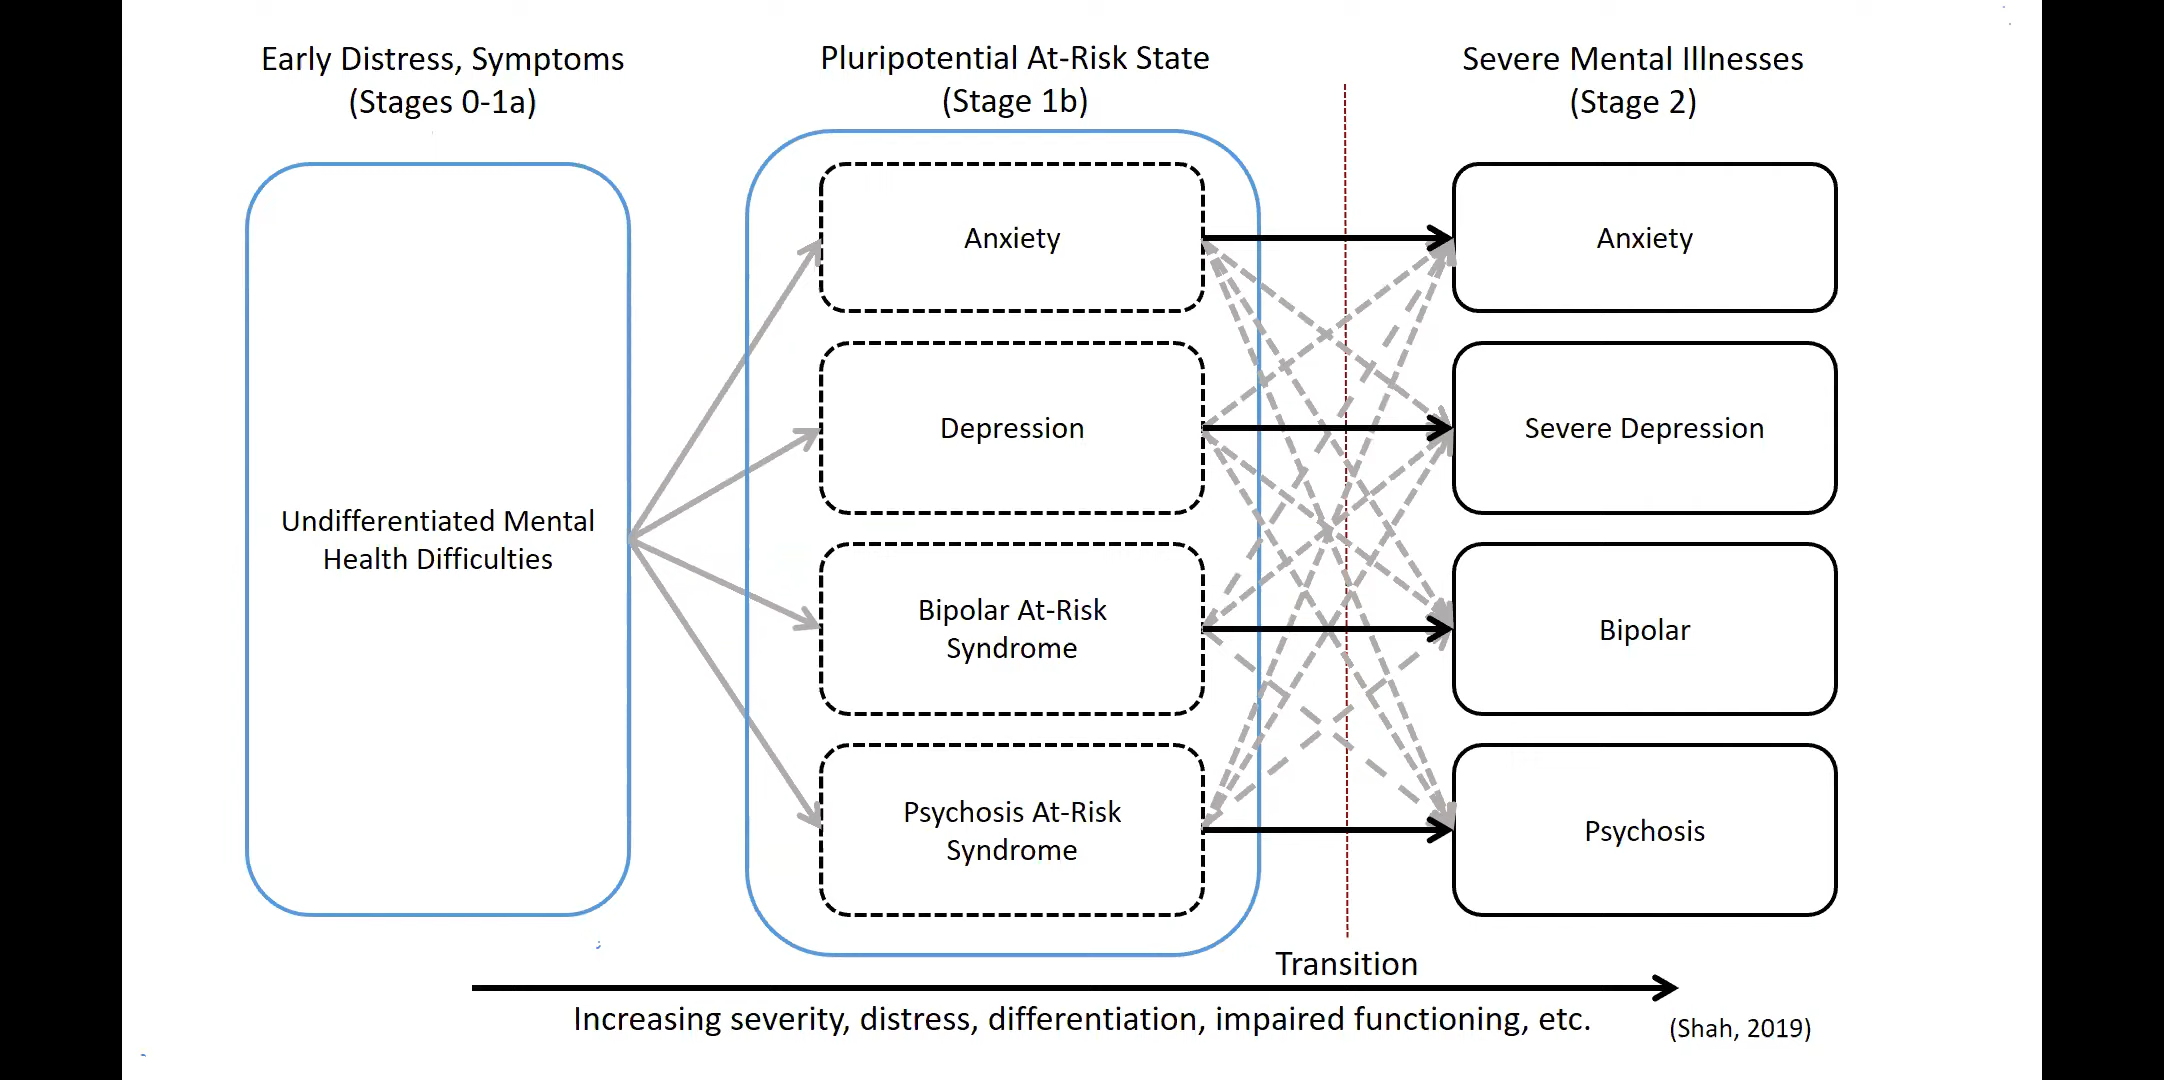 Early Distress, Symptoms
(Stages 0-1a)
Pluripotential At-Risk State
(Stage 1b)
Severe Mental Illnesses
(Stage 2)
Undifferentiated Mental
Health Difficulties
Anxiety
Depression
Bipolar At-Risk
Syndrome
Psychosis At-Risk
Syndrome
Anxiety
Severe Depression
Bipolar
Psychosis
Transition
Increasing severity, distress, differentiation, impaired functioning, etc.
(Shah, 2019)